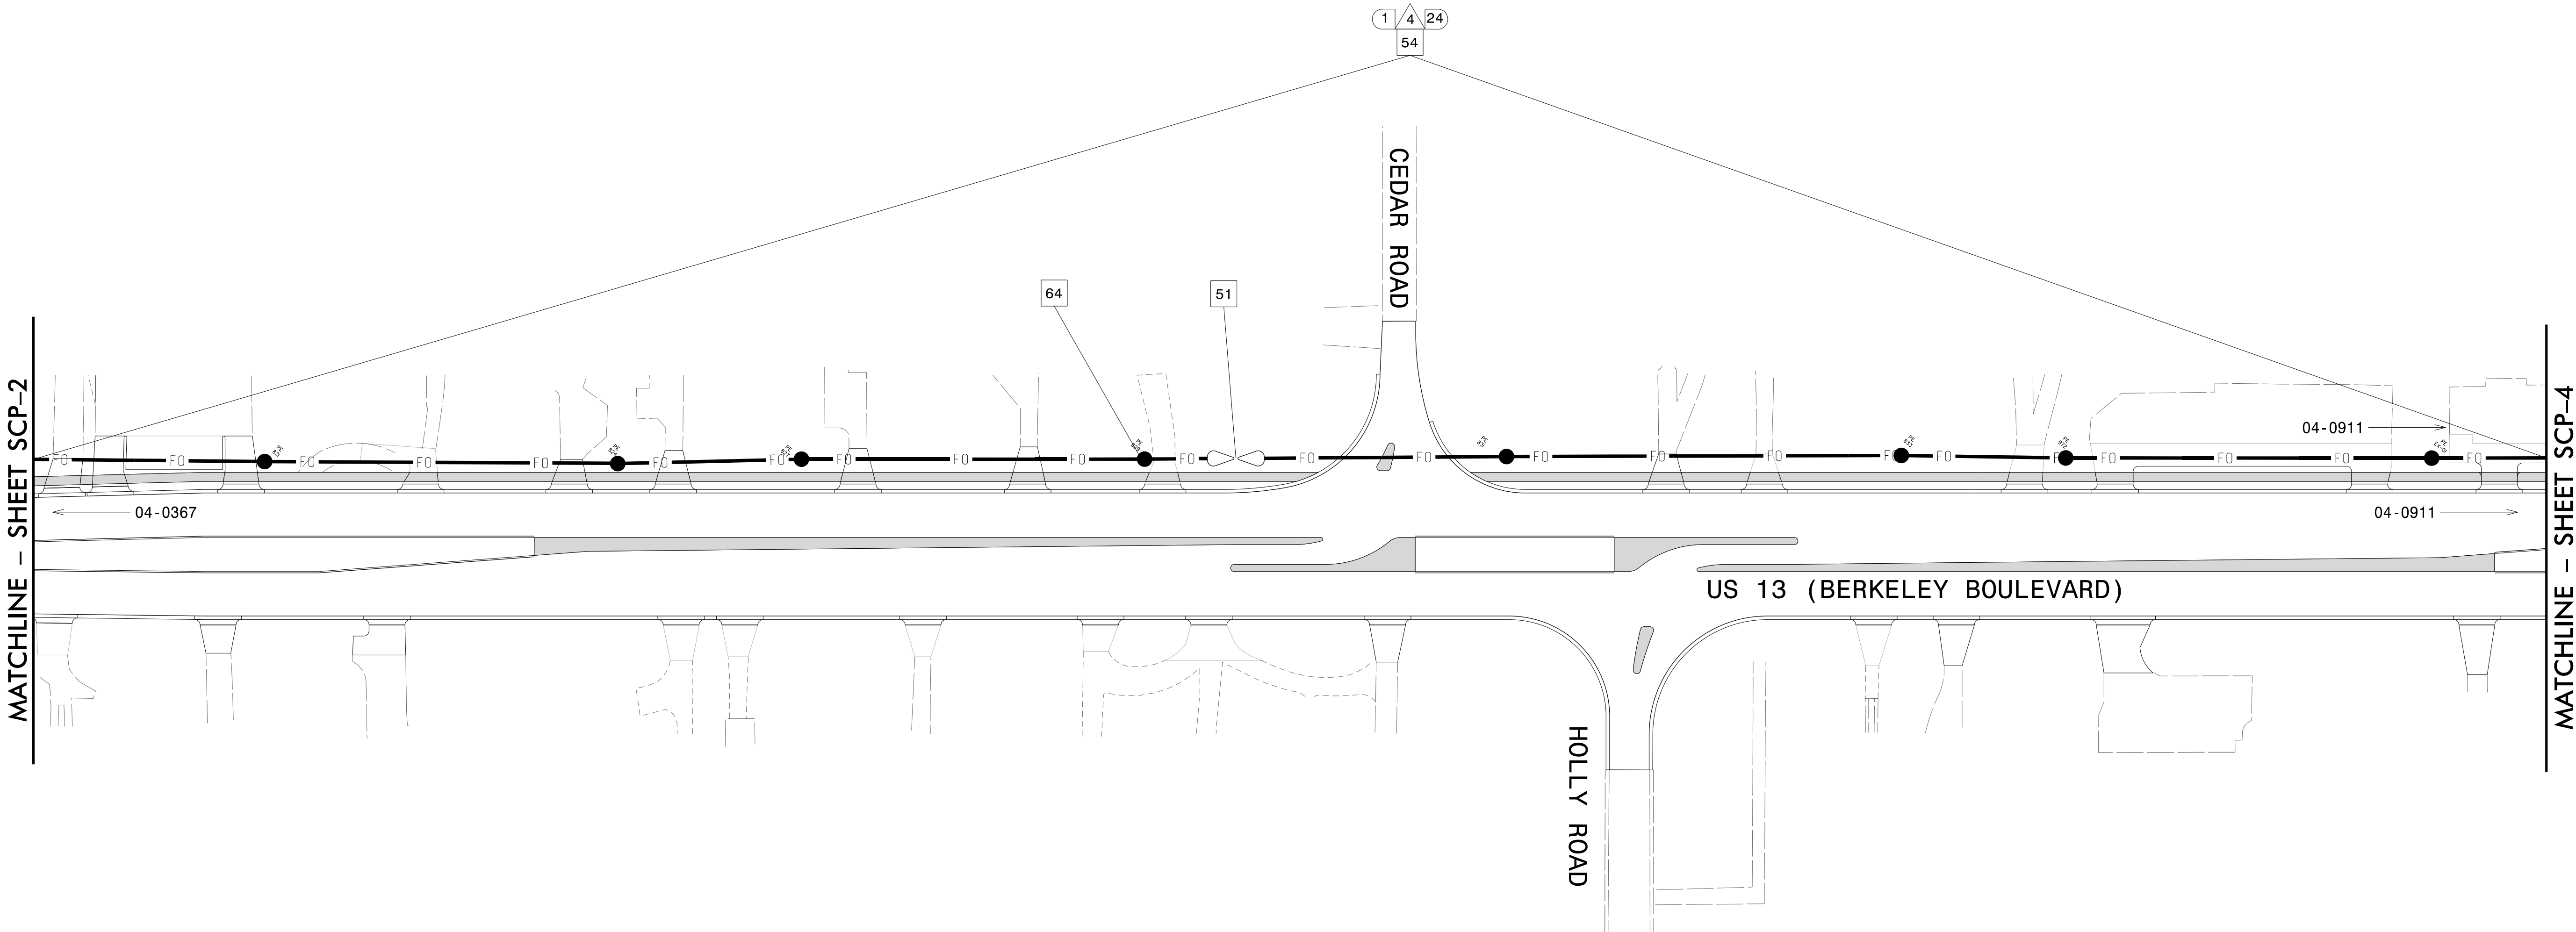 1 4 24
54
CEDAR ROAD
64
51
MATCHLINE - SHEET SCP-2
MATCHLINE - SHEET SCP-4
04-0911
FO FO FO FO FO FO FO FO FO FO FO FO FO FO FO FO FO FO FO FO FO FO
04-0367
04-0911
US 13 (BERKELEY BOULEVARD)
HOLLY ROAD